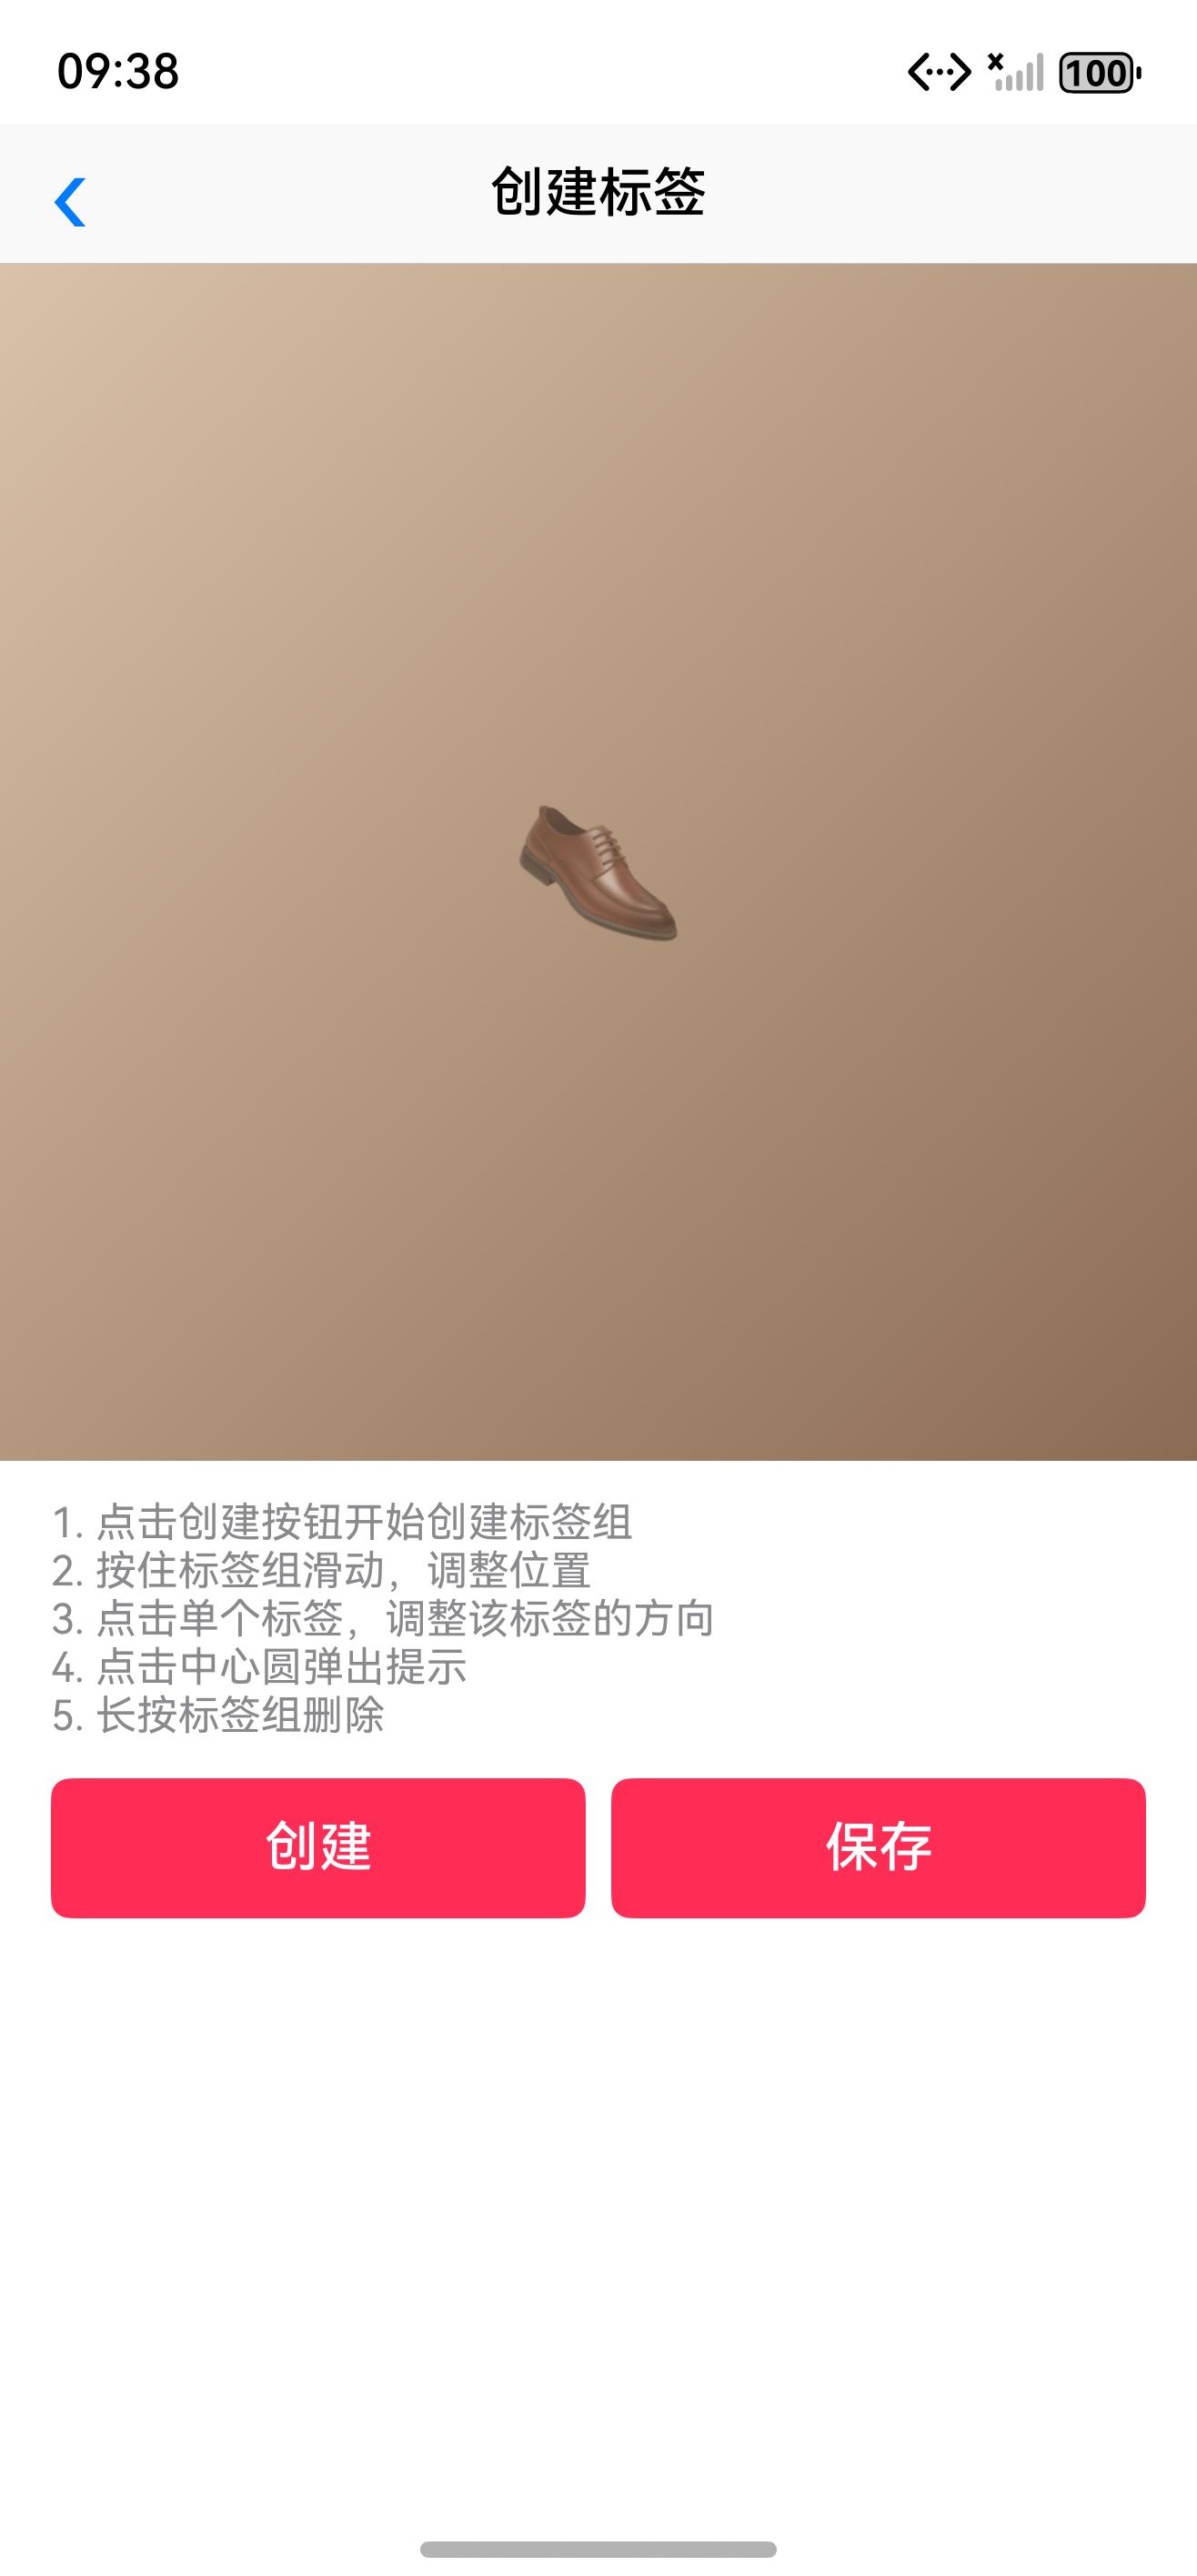 09:38
100
创建标签
1. 点击创建按钮开始创建标签组
2. 按住标签组滑动，调整位置
3. 点击单个标签，调整该标签的方向
4. 点击中心圆弹出提示
5. 长按标签组删除
创建
保存